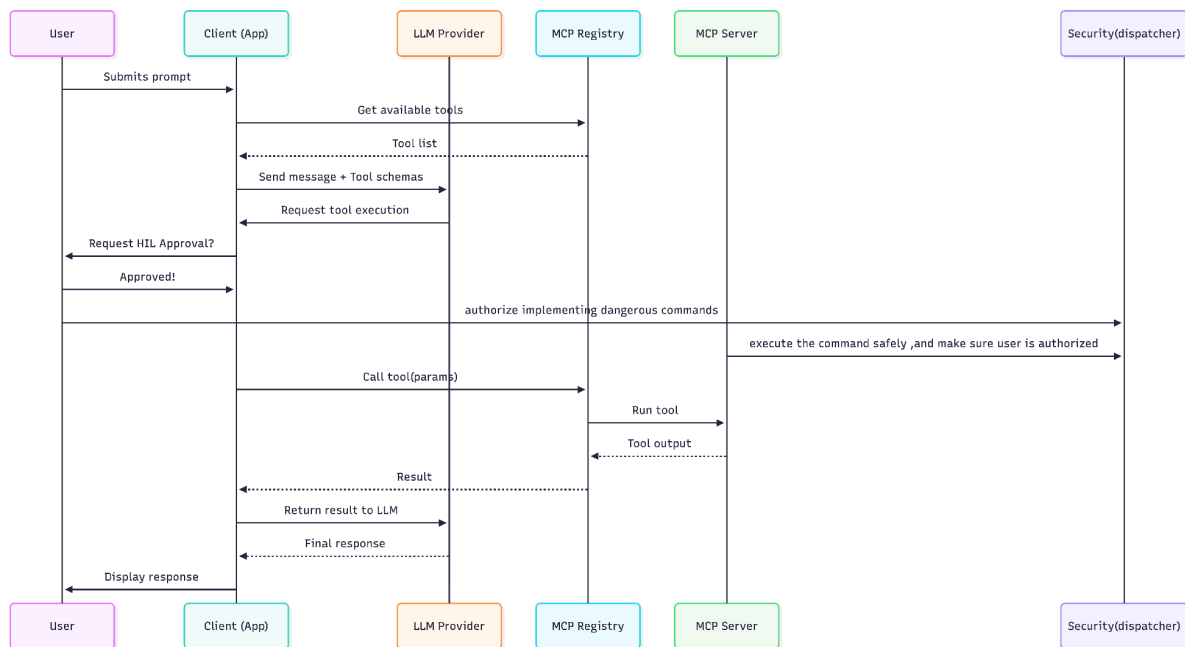 User
Client (App)
LLM Provider
MCP Registry
MCP Server
Security(dispatcher)
Submits prompt
Get available tools
Tool list
Send message + Tool schemas
Request tool execution
Request HIL Approval?
Approved!
authorize implementing dangerous commands
execute the command safely ,and make sure user is authorized
Call tool(params)
Run tool
Tool output
Result
Return result to LLM
Final response
Display response
User
Client (App)
LLM Provider
MCP Registry
MCP Server
Security(dispatcher)